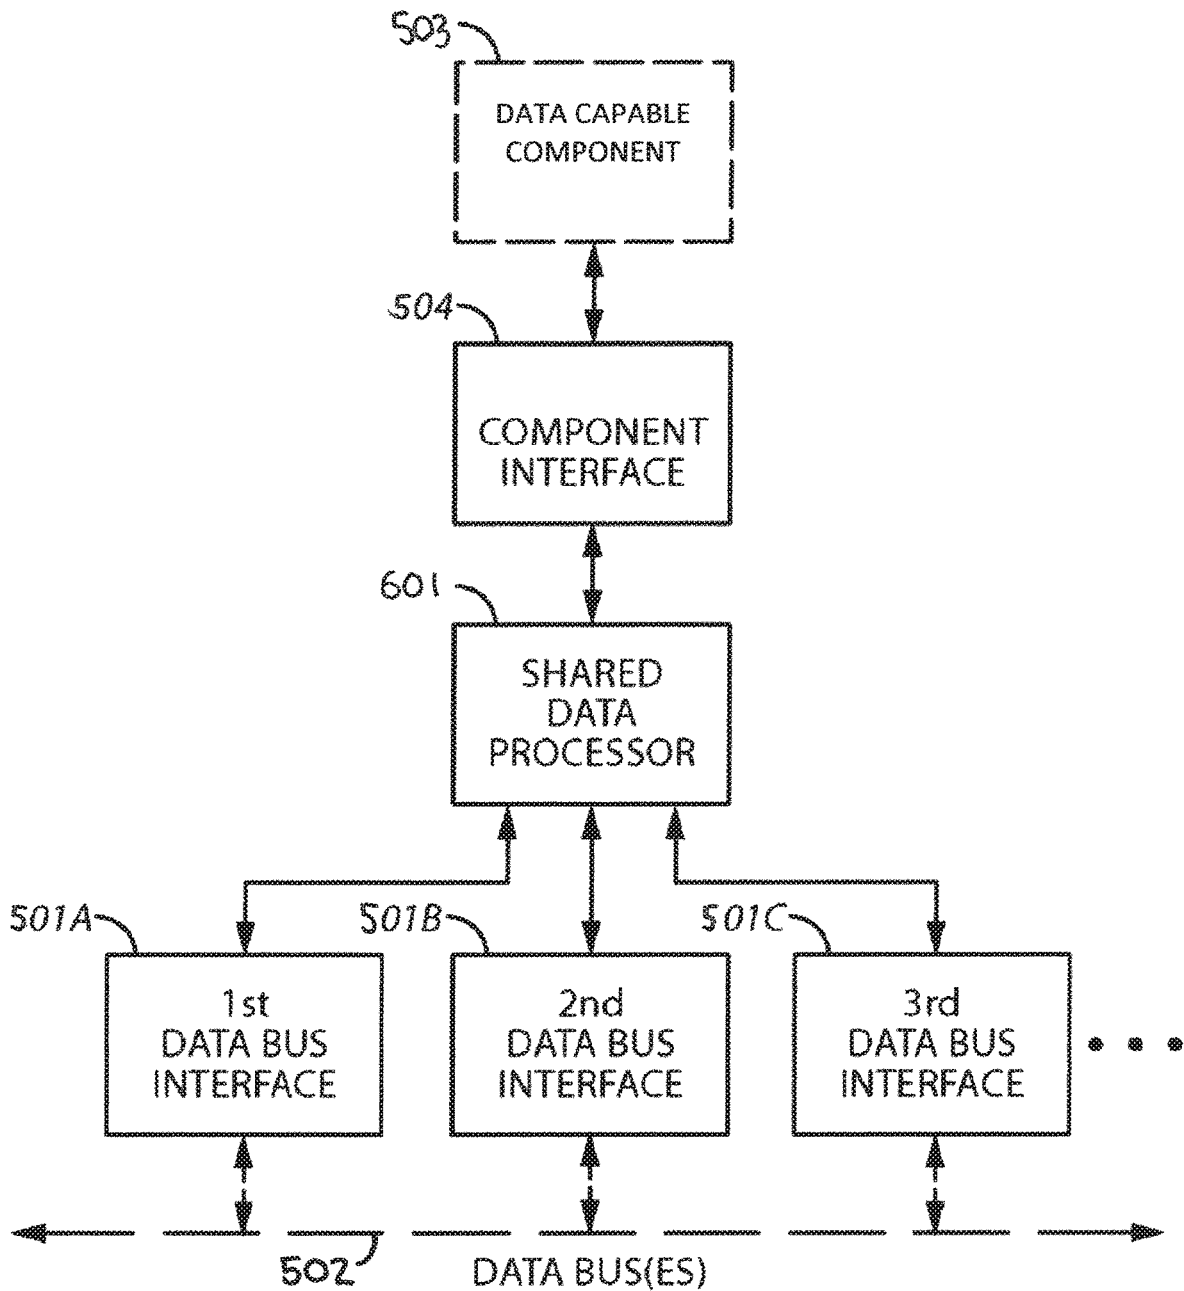 503
DATA CAPABLE
COMPONENT
504
COMPONENT
INTERFACE
601
SHARED
DATA
PROCESSOR
501A
501B
501C
1st
DATA BUS
INTERFACE
2nd
DATA BUS
INTERFACE
3rd
DATA BUS
INTERFACE
502
DATA BUS(ES)